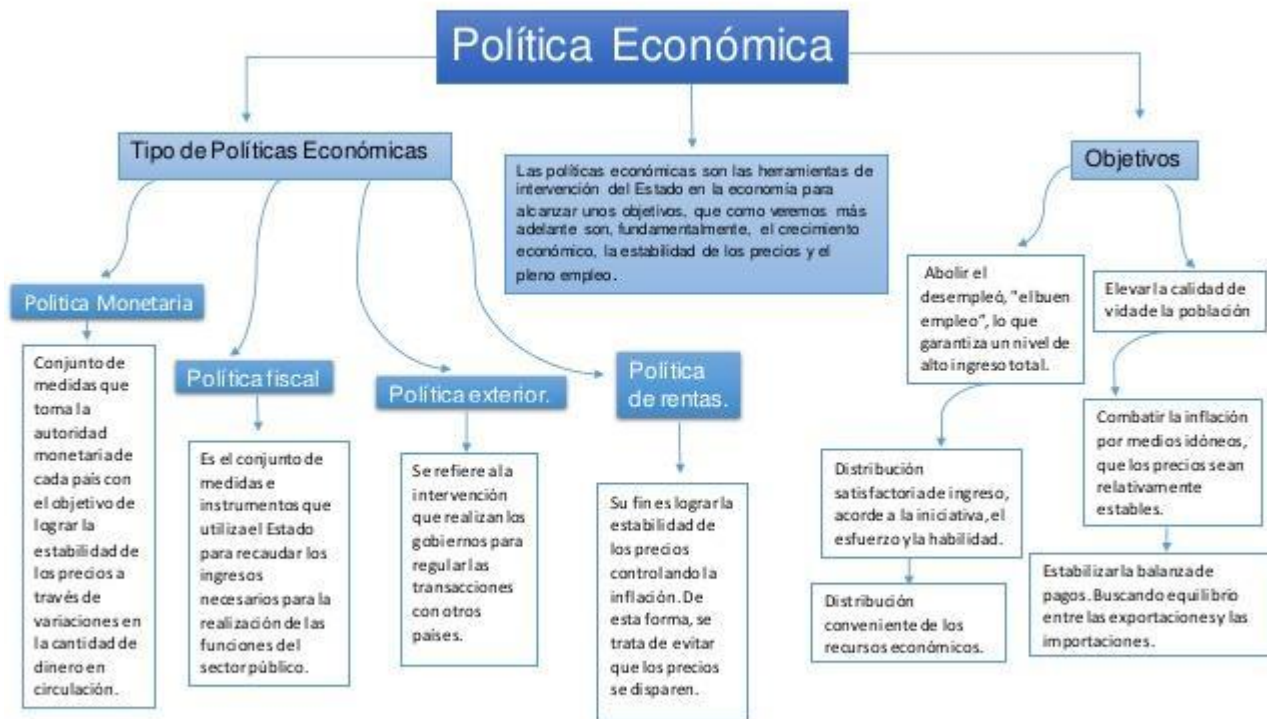 Política Económica
Tipo de Políticas Económicas
Las políticas económicas son las herramientas de
intervención del Estado en la economía para
alcanzar unos objetivos, que como veremos más
adelante son, fundamentalmente, el crecimiento
económico, la estabilidad de los precios y el
pleno empleo.
Objetivos
Politica Monetaria
Conjunto de
medidas que
toma la
autoridad
monetaria de
cada país con
el objetivo de
lograr la
estabilidad de
los precios a
través de
variaciones en
la cantidad de
dinero en
circulación.
Política fiscal
Es el conjunto de
medidas e
instrumentos que
utiliza el Estado
para recaudar los
ingresos
necesarios para la
realización de las
funciones del
sector público.
Política exterior.
Se refiere al a
intervención
que realizan los
gobiernos para
regular las
transacciones
con otros
países.
Política
de rentas.
Su fin es lograr la
estabilidad de
los precios
controlando la
inflación. De
esta forma, se
trata de evitar
que los precios
se disparen.
Abolir el
desempleó, "el buen
empleo", lo que
garantiza un nivel de
alto ingreso total.
Distribución
satisfactoria de ingreso,
acorde a la iniciativa, el
esfuerzo y la habilidad.
Distribución
conveniente de los
recursos económicos.
Elevar la calidad de
vida de la población
Combatir la inflación
por medios idóneos,
que los precios sean
relativamente
estables.
Estabilizar la balanza de
pagos. Buscando equilibrio
entre las exportaciones y las
importaciones.